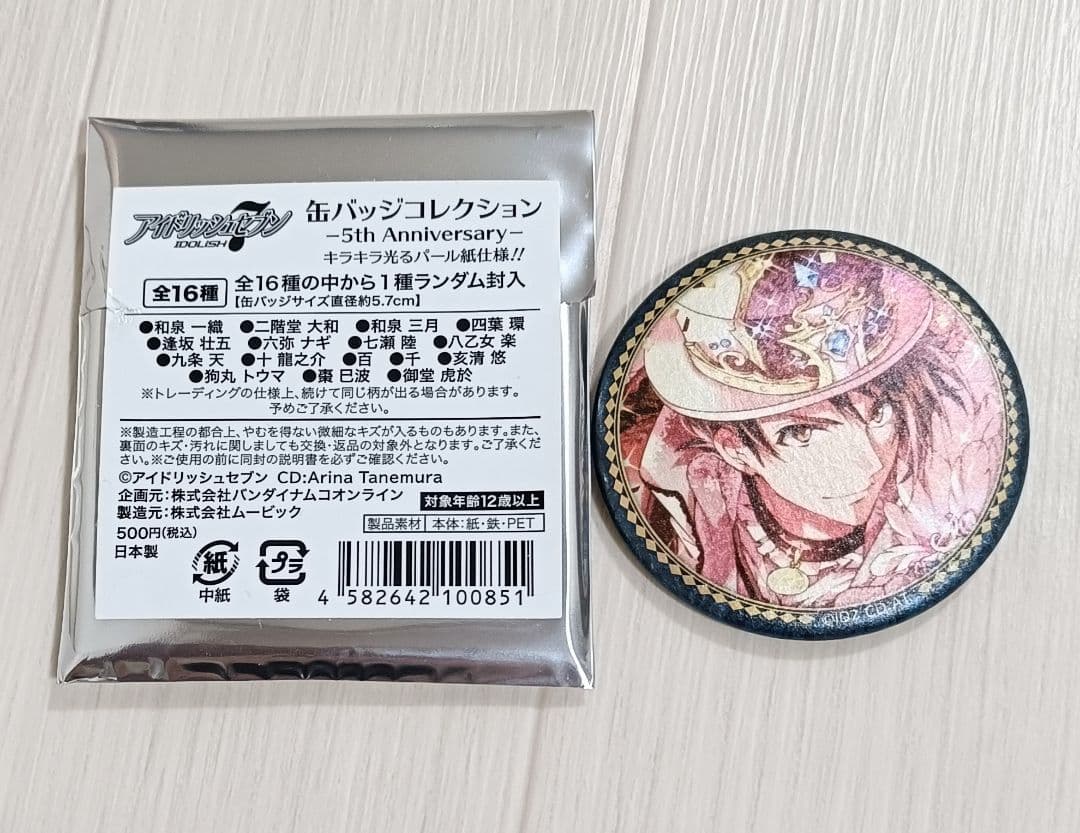 アイドリッシュセブン
IDOLiSH7
缶バッジコレクション
-5th Anniversary-
キラキラ光るパール紙仕様!!
全16種
全16種の中から1種ランダム封入
【缶バッジサイズ直径約5.7cm】
●和泉 一織 ●二階堂 大和 ●和泉 三月 ●四葉 環
●逢坂 壮五 ●六弥 ナギ ●七瀬 陸 ●八乙女 楽
●九条 天 ●十 龍之介 ●百 ●千 ●亥清 悠
●狗丸 トウマ ●棗 巳波 ●御堂 虎於
※トレーディングの仕様上、続けて同じ柄が出る場合があります。
予めご了承ください。
※製造工程の都合上、やむを得ない微細なキズが入るものもあります。また、
裏面のキズ・汚れに関しましても交換・返品の対象外となります。ご了承くだ
さい。※ご使用の前に同封の説明書を必ずご確認ください。
©アイドリッシュセブン CD:Arina Tanemura
企画元:株式会社バンダイナムコオンライン
製造元:株式会社ムービック
対象年齢12歳以上
500円(税込)
製品素材 本体:紙・鉄・PET
日本製
紙
中紙
プラ
袋
4 582642 100851
©ID7 CD:AT